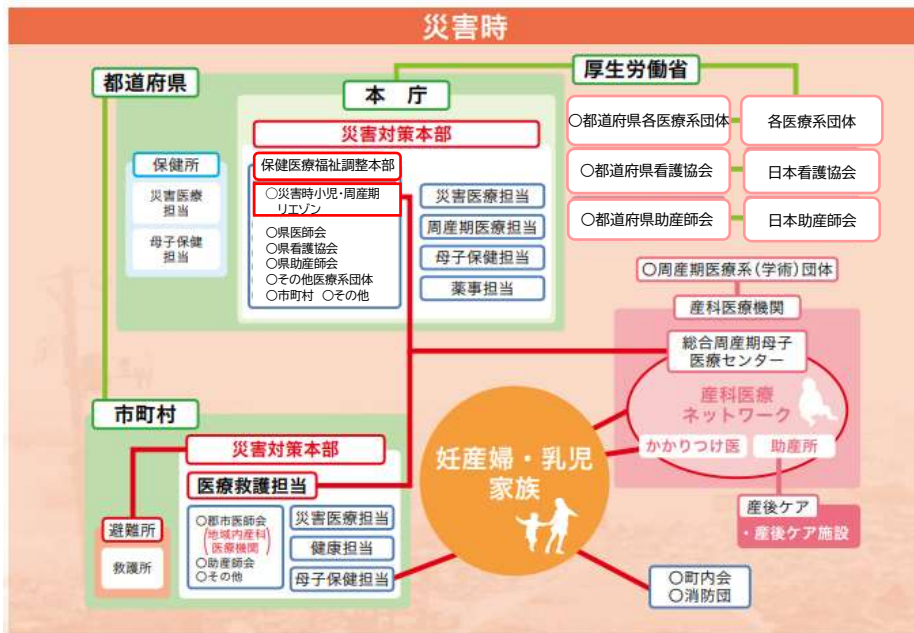 災害時
都道府県
本 庁
厚生労働省
災害対策本部
保健所
災害医療
担当
母子保健
担当
保健医療福祉調整本部
○災害時小児・周産期
リエゾン
○県医師会
○県看護協会
○県助産師会
○その他医療系団体
○市町村 ○その他
災害医療担当
周産期医療担当
母子保健担当
薬事担当
○都道府県各医療系団体
各医療系団体
○都道府県看護協会
日本看護協会
○都道府県助産師会
日本助産師会
○周産期医療系(学術)団体
産科医療機関
総合周産期母子
医療センター
産科医療
ネットワーク
かかりつけ医
助産所
産後ケア
・産後ケア施設
市町村
災害対策本部
医療救護担当
避難所
救護所
○郡市医師会
(地域内産科
医療機関)
○助産師会
○その他
災害医療担当
健康担当
母子保健担当
妊産婦・乳児
家族
○町内会
○消防団